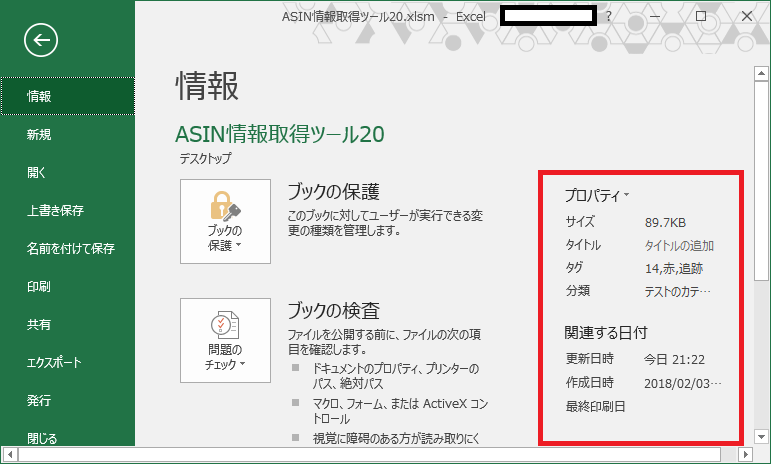 ASIN情報取得ツール20.xlsm - Excel
?
情報
新規
開く
上書き保存
名前を付けて保存
印刷
共有
エクスポート
発行
閉じる
情報
ASIN情報取得ツール20
デスクトップ
ブックの
保護
ブックの保護
このブックに対してユーザーが実行できる変
更の種類を管理します。
問題の
チェック
ブックの検査
ファイルを公開する前に、ファイルの次の項
目を確認します。
ドキュメントのプロパティ、プリンターの
パス、絶対パス
マクロ、フォーム、または ActiveX コン
トロール
視覚に障碍のある方が読み取りにく
プロパティ
サイズ 89.7KB
タイトル タイトルの追加
タグ 14,赤,追跡
分類 テストのカテ…
関連する日付
更新日時 今日 21:22
作成日時 2018/02/03…
最終印刷日